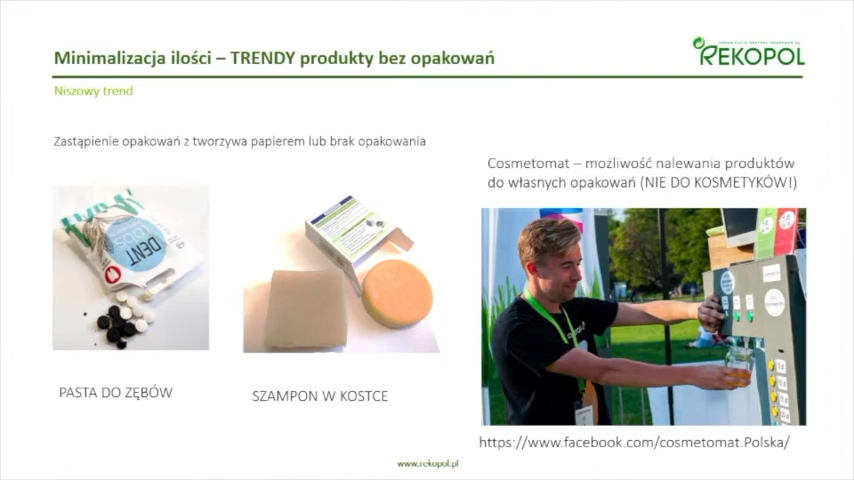 Minimalizacja ilości – TRENDY produkty bez opakowań
REKOPOL
Niszowy trend
Zastąpienie opakowań z tworzywa papierem lub brak opakowania
Cosmetomat – możliwość nalewania produktów
do własnych opakowań (NIE DO KOSMETYKÓW!)
DENT
PASTA DO ZĘBÓW
SZAMPON W KOSTCE
https://www.facebook.com/cosmetomat.Polska/
www.rekopol.pl